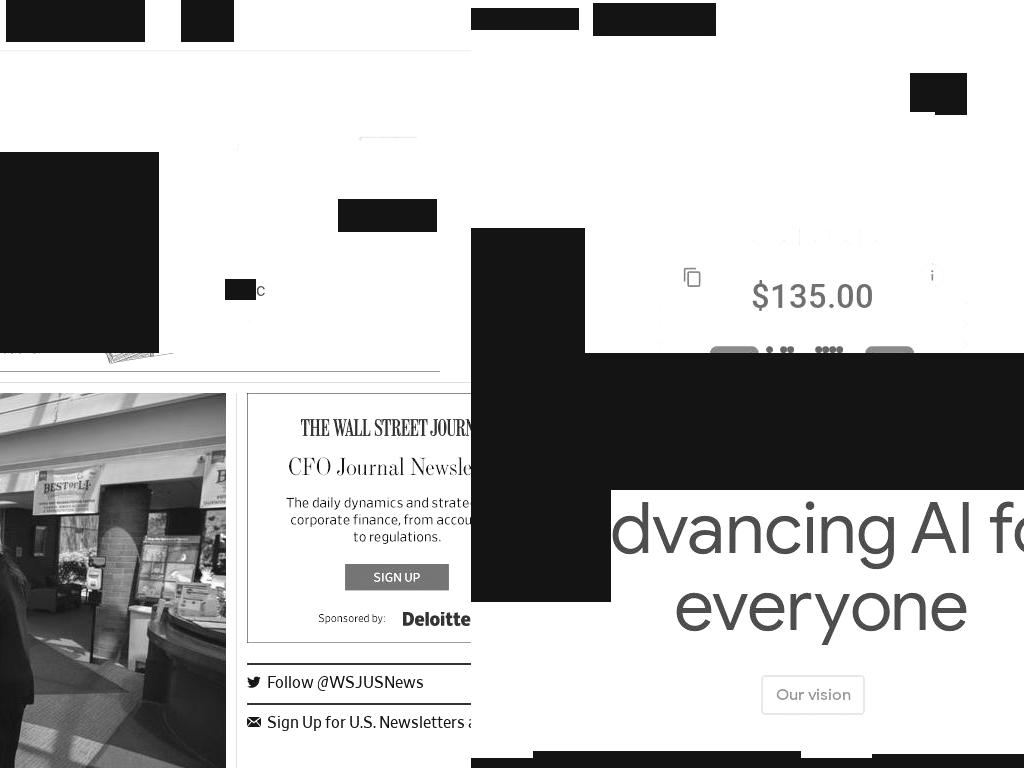 c
$135.00
BEST OF LI
THE WALL STREET JOURN
CFO Journal Newsle
The daily dynamics and strate
corporate finance, from accou
to regulations.
SIGN UP
Sponsored by: Deloitte
Follow @WSJUSNews
Sign Up for U.S. Newsletters a
dvancing AI fo
everyone
Our vision